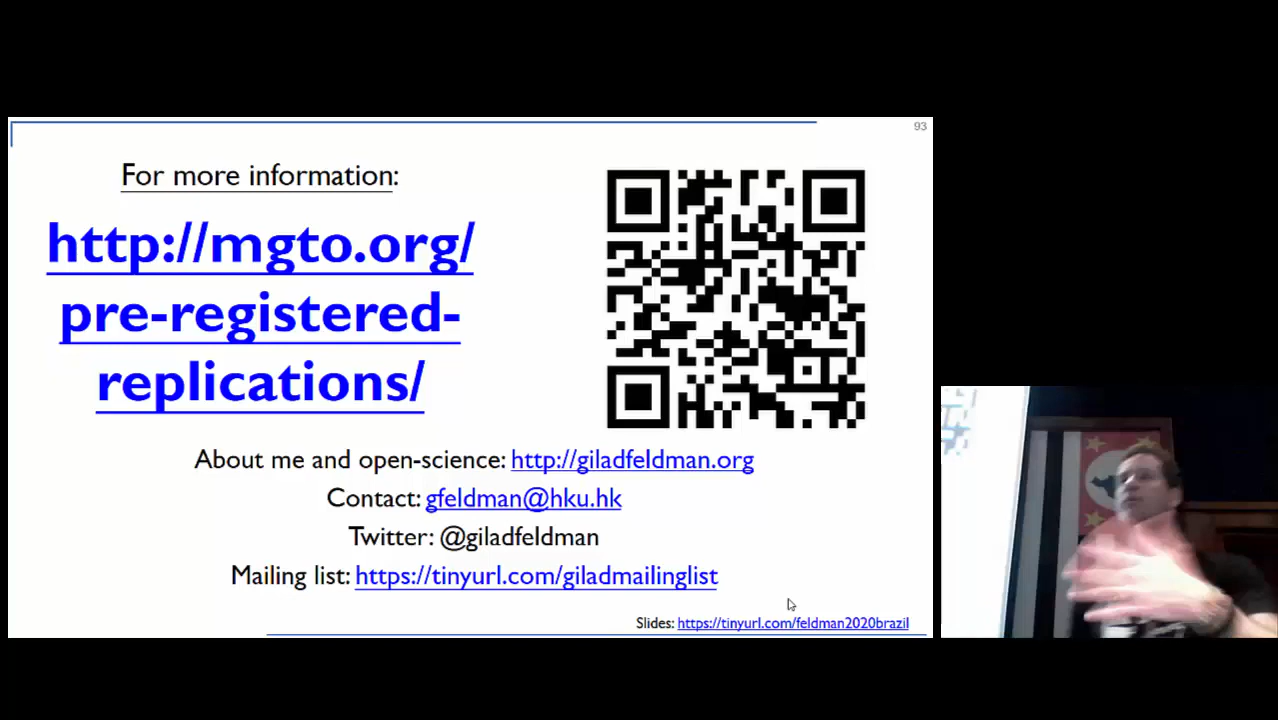 93
For more information:
http://mgto.org/
pre-registered-
replications/
About me and open-science: http://giladfeldman.org
Contact: gfeldman@hku.hk
Twitter: @giladfeldman
Mailing list: https://tinyurl.com/giladmailinglist
Slides: https://tinyurl.com/feldman2020brazil